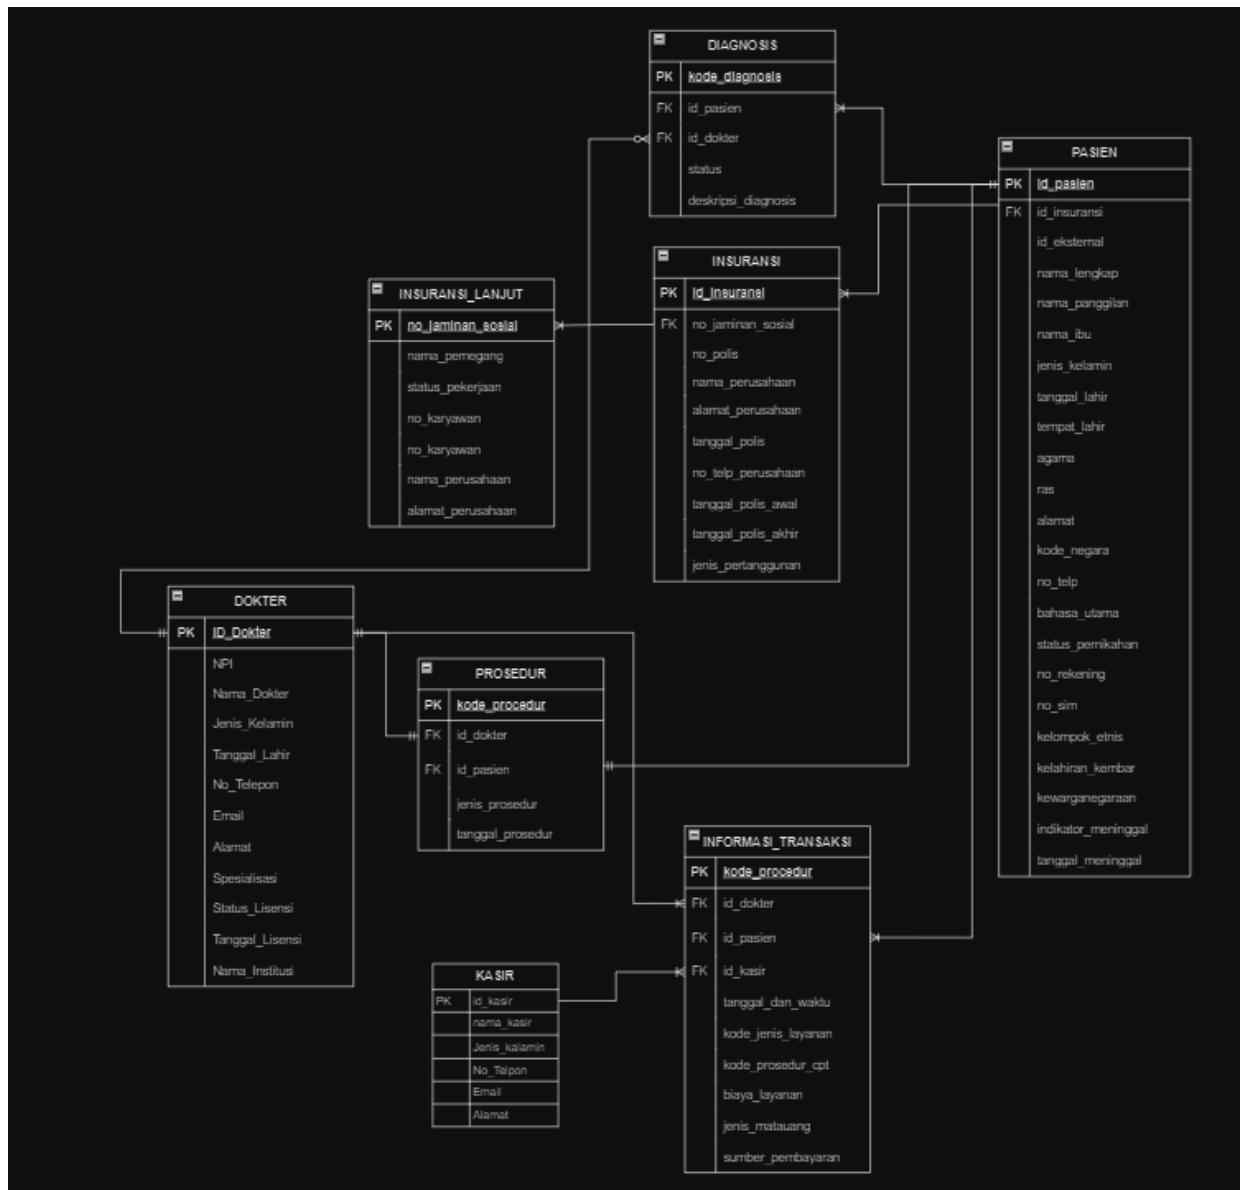 DIAGNOSIS
PK kode_diagnosis
FK id_pasien
FK id_dokter
status
deskripsi_diagnosis
PASIEN
PK id_pasien
FK id_insuransi
id_eksternal
nama_lengkap
nama_panggilan
nama_ibu
jenis_kelamin
tanggal_lahir
tempat_lahir
agama
ras
alamat
kode_negara
no_telp
bahasa_utama
status_pernikahan
no_rekening
no_sim
kelompok_etnis
kelahiran_kembar
kewarganegaraan
indikator_meninggal
tanggal_meninggal
INSURANSI
PK id_insuransi
FK no_jaminan_sosial
no_polis
nama_perusahaan
alamat_perusahaan
tanggal_polis
no_telp_perusahaan
tanggal_polis_awal
tanggal_polis_akhir
jenis_pertanggunan
INSURANSI_LANJUT
PK no_jaminan_sosial
nama_pemegang
status_pekerjaan
no_karyawan
no_karyawan
nama_perusahaan
alamat_perusahaan
DOKTER
PK ID_Dokter
NPI
Nama_Dokter
Jenis_Kelamin
Tanggal_Lahir
No_Telepon
Email
Alamat
Spesialisasi
Status_Lisensi
Tanggal_Lisensi
Nama_Institusi
PROSEDUR
PK kode_procedur
FK id_dokter
FK id_pasien
jenis_prosedur
tanggal_prosedur
INFORMASI_TRANSAKSI
PK kode_procedur
FK id_dokter
FK id_pasien
FK id_kasir
tanggal_dan_waktu
kode_jenis_layanan
kode_prosedur_cpt
biaya_layanan
jenis_matauang
sumber_pembayaran
KASIR
PK id_kasir
nama_kasir
Jenis_kalamin
No_Telpon
Email
Alamat